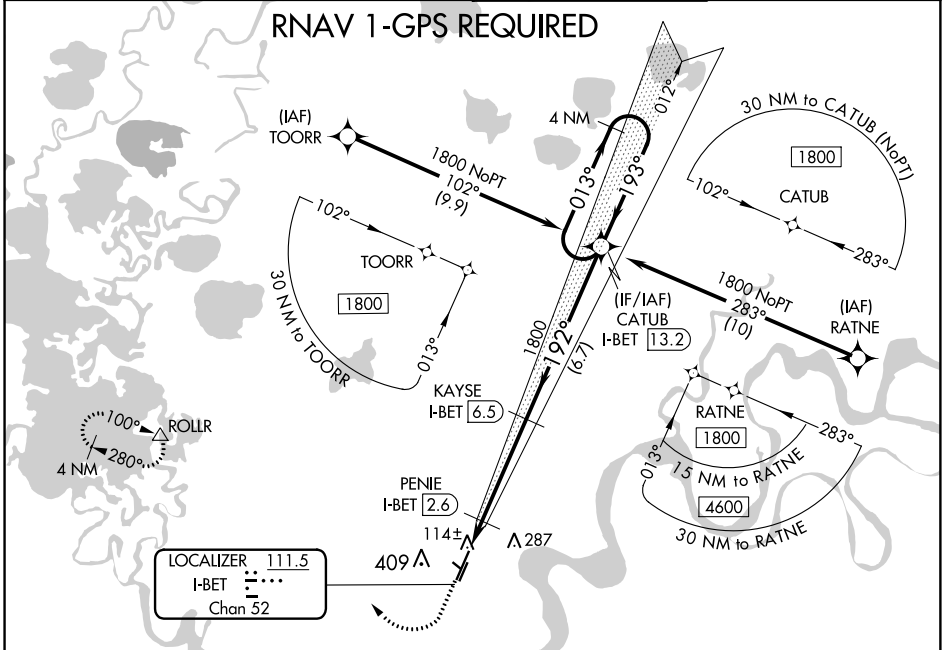 RNAV 1-GPS REQUIRED
(IAF)
TOORR
1800 NoPT
102°
(9.9)
4 NM
012°
013°
193°
30 NM to CATUB (NoPT)
1800
102°
CATUB
283°
102°
TOORR
1800
013°
30 NM to TOORR
(IF/IAF)
CATUB
I-BET 13.2
1800 NoPT
283°
(10)
(IAF)
RATNE
1800
192°
(6.7)
KAYSE
I-BET 6.5
RATNE
1800
283°
013°
15 NM to RATNE
4600
30 NM to RATNE
100°
ROLLR
280°
4 NM
PENIE
I-BET 2.6
114±
287
409
LOCALIZER 111.5
I-BET
Chan 52